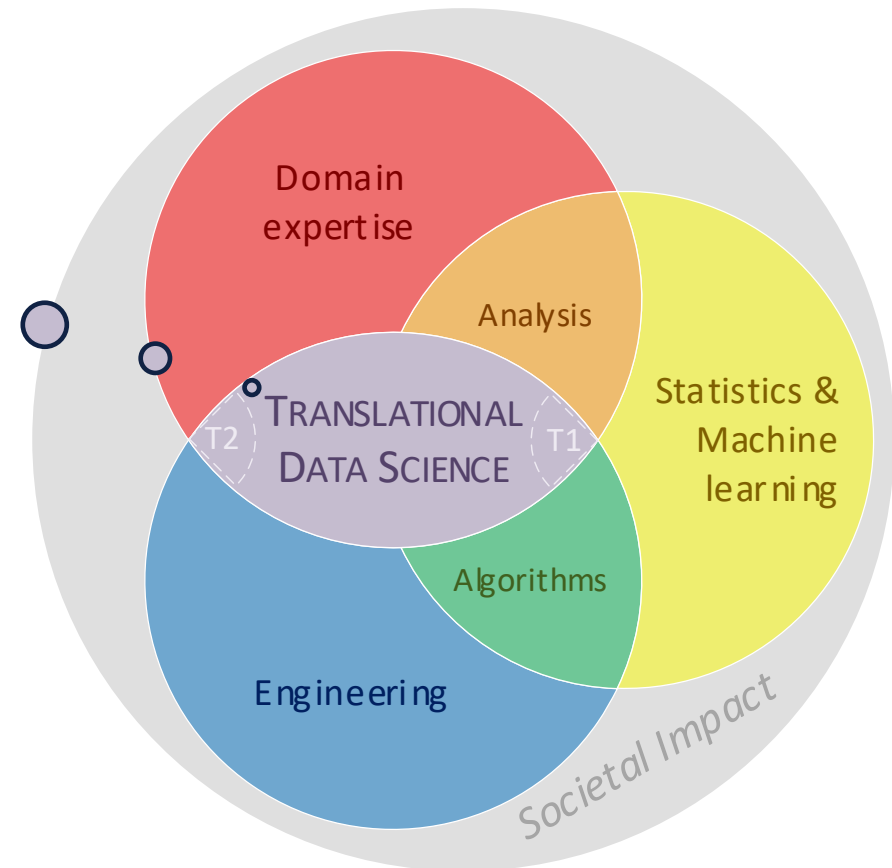 Domain
expertise
Analysis
Statistics &
Machine
learning
T2
TRANSLATIONAL
DATA SCIENCE
T1
Algorithms
Engineering
Societal Impact